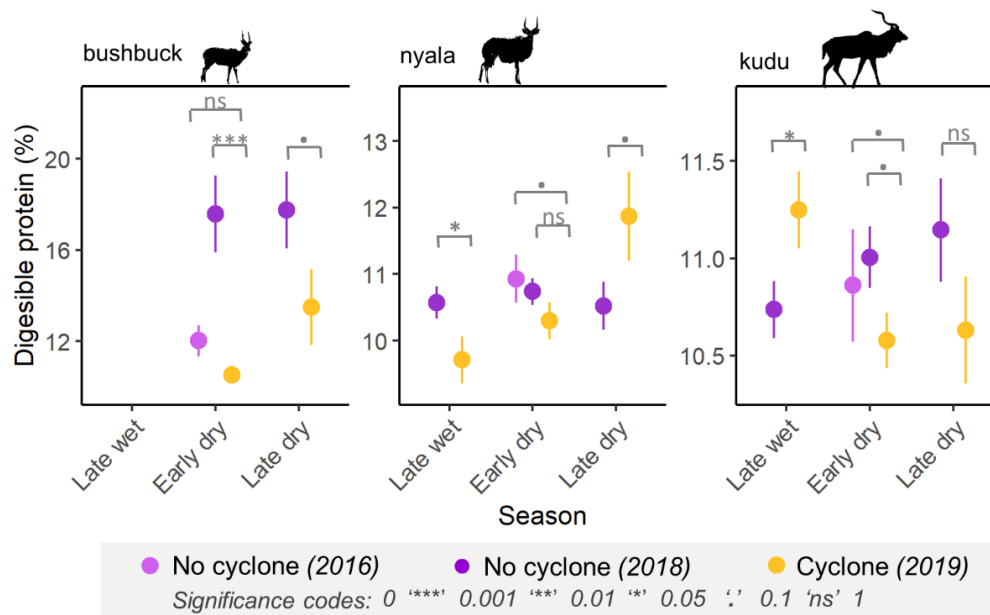 bushbuck
nyala
kudu
Digesible protein (%)
20
16
12
ns
***
•
Late wet
Early dry
Late dry
13
12
11
10
*
•
ns
•
Late wet
Early dry
Late dry
11.5
11.0
10.5
*
•
•
ns
Late wet
Early dry
Late dry
Season
No cyclone (2016) No cyclone (2018) Cyclone (2019)
Significance codes: 0 ‘***’ 0.001 ‘**’ 0.01 ‘*’ 0.05 ‘.’ 0.1 ‘ns’ 1